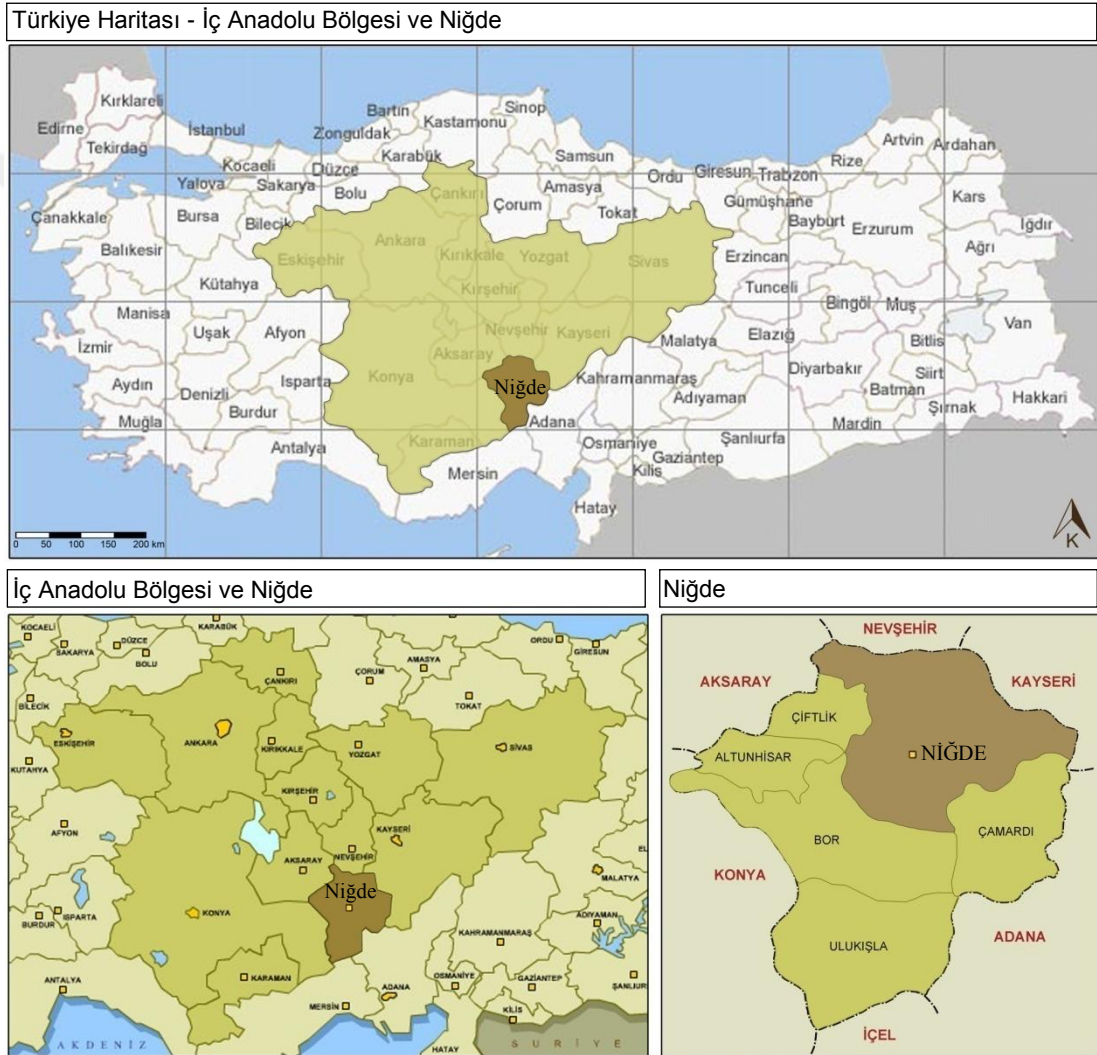 Türkiye Haritası - İç Anadolu Bölgesi ve Niğde
Kırklareli
Edirne
Tekirdağ
İstanbul
Kocaeli
Yalova
Sakarya
Düzce
Zonguldak
Bartın
Karabük
Kastamonu
Sinop
Bolu
Çankırı
Samsun
Amasya
Çorum
Tokat
Ordu
Giresun
Trabzon
Rize
Artvin
Ardahan
Gümüşhane
Bayburt
Kars
Iğdır
Çanakkale
Bursa
Bilecik
Balıkesir
Eskişehir
Ankara
Kırıkkale
Yozgat
Sivas
Erzincan
Erzurum
Ağrı
Kütahya
Kırşehir
Tunceli
Bingöl
Muş
Manisa
Uşak
Afyon
Nevşehir
Kayseri
Malatya
Elazığ
Bitlis
Van
İzmir
Aksaray
Konya
Niğde
Kahramanmaraş
Adıyaman
Diyarbakır
Batman
Siirt
Şırnak
Hakkari
Aydın
Denizli
Isparta
Burdur
Muğla
Antalya
Karaman
Mersin
Adana
Osmaniye
Gaziantep
Kilis
Şanlıurfa
Mardin
Hatay
0 50 100 150 200 km
K
İç Anadolu Bölgesi ve Niğde
KOCAELİ
SAKARYA
DÜZCE
BOLU
KARABÜK
ÇANKIRI
ÇORUM
AMASYA
TOKAT
ORDU
GİRESUN
BİLECİK
ESKİŞEHİR
ANKARA
KIRIKKALE
YOZGAT
SİVAS
KUTAHYA
KIRŞEHİR
AFYON
AKSARAY
NEVŞEHİR
KAYSERİ
EL
MALATYA
Niğde
ISPARTA
BURDUR
KONYA
KAHRAMANMARAŞ
ADIYAMAN
KARAMAN
ANTALYA
MERSİN
ADANA
OSMANİYE
GAZİANTEP
ŞANLIUR
KİLİS
HATAY
AKDENİZ
SURİYE
Niğde
NEVŞEHİR
AKSARAY
KAYSERİ
ÇİFTLİK
ALTUNHİSAR
NİĞDE
BOR
ÇAMARDI
KONYA
ULUKIŞLA
ADANA
İÇEL